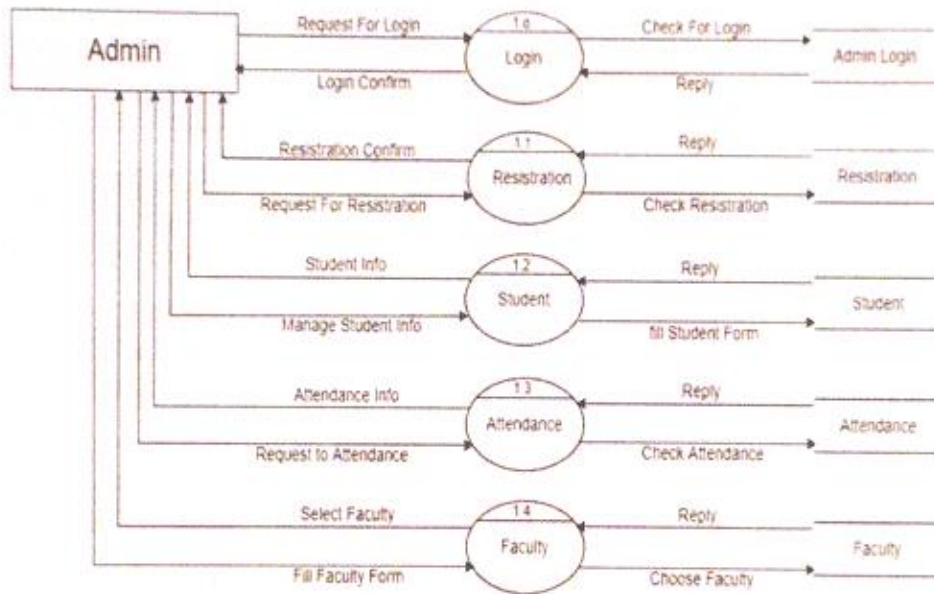 Request For Login
1.0
Check For Login
Admin
Login
Admin Login
Login Confirm
Reply
1.1
Reply
Resistration Confirm
Resistration
Resistration
Request For Resistration
Check Resistration
1.2
Student Info
Reply
Student
Student
Manage Student Info
fill Student Form
1.3
Attendance Info
Reply
Attendance
Attendance
Request to Attendance
Check Attendance
1.4
Select Faculty
Reply
Faculty
Faculty
Fill Faculty Form
Choose Faculty